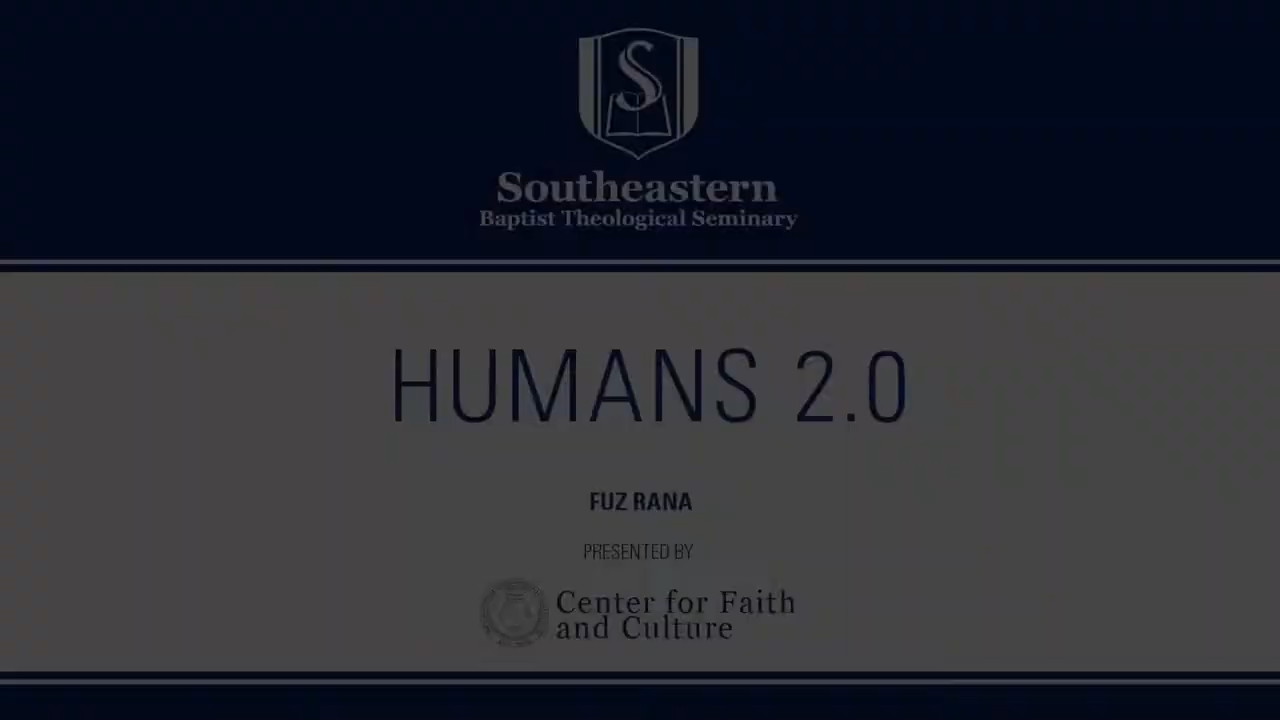 S
Southeastern
Baptist Theological Seminary
HUMANS 2.0
FUZ RANA
PRESENTED BY
Center for Faith
and Culture